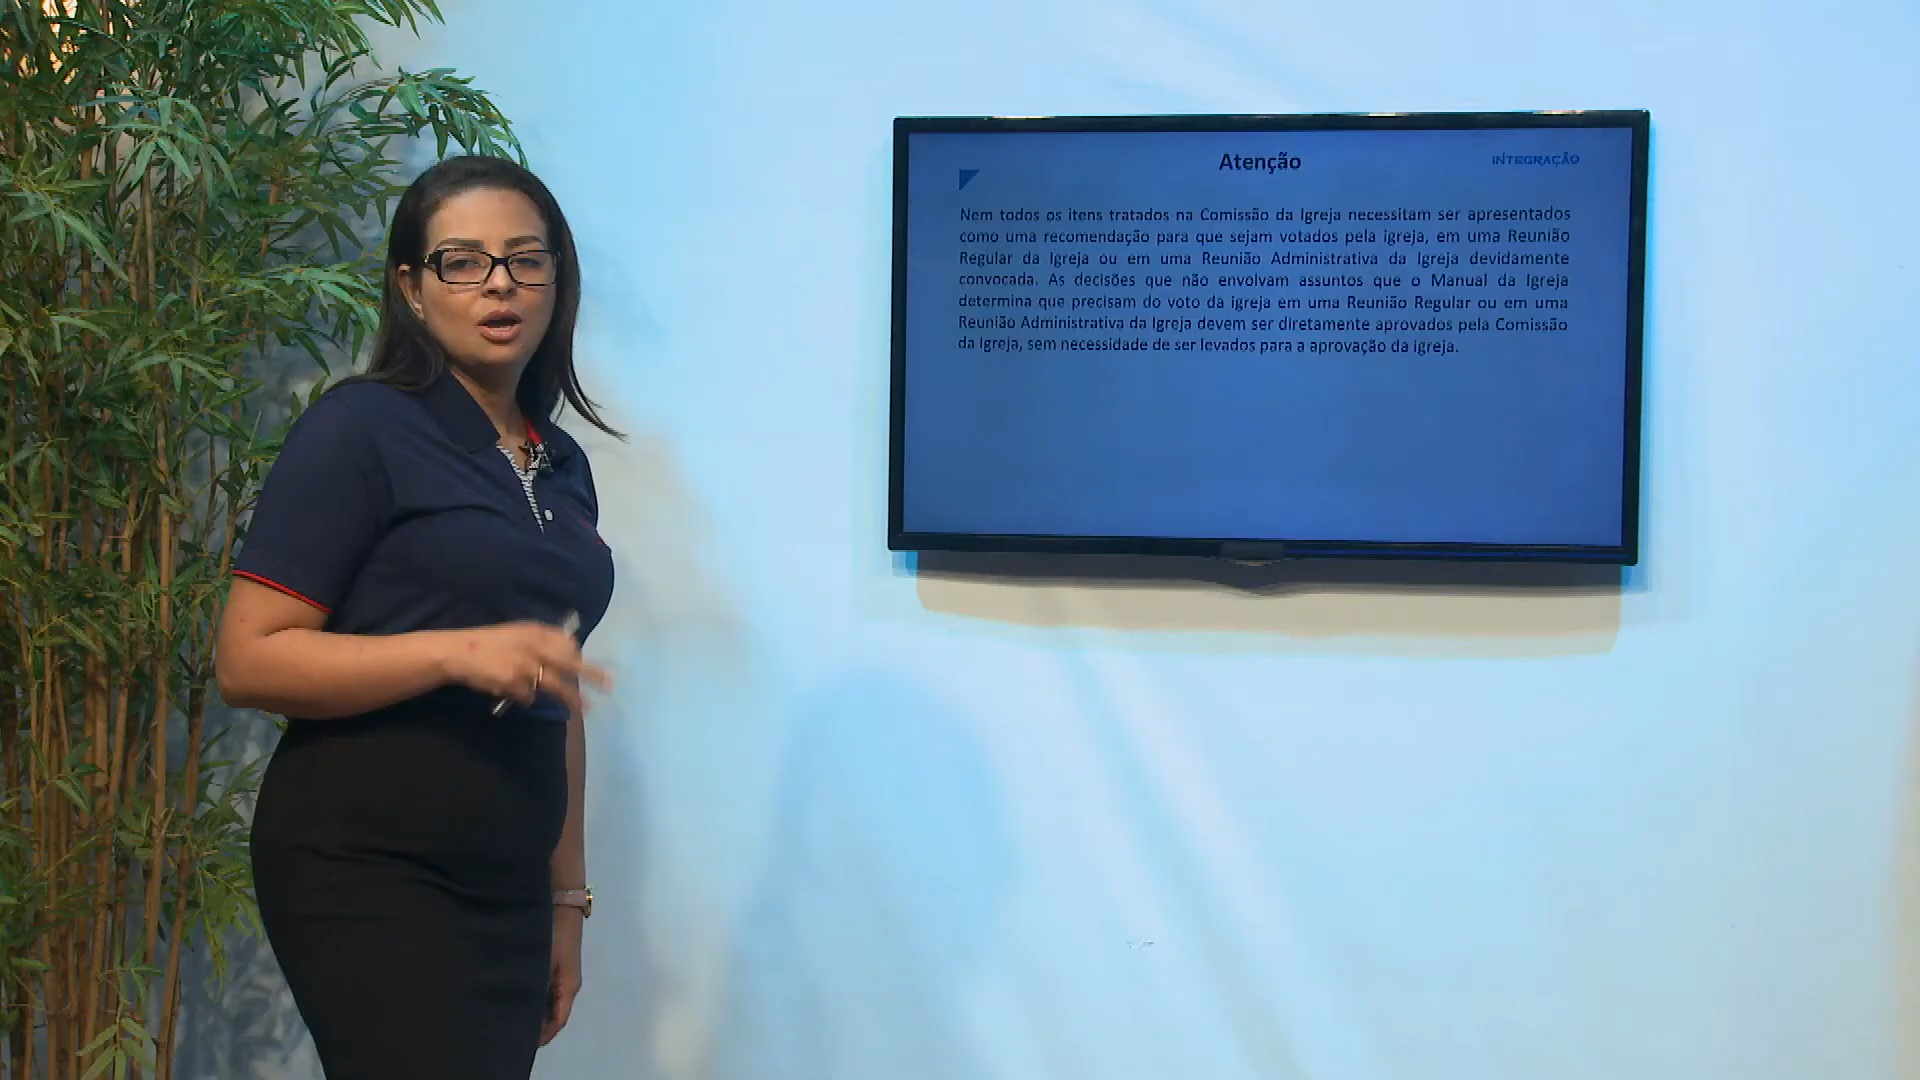 Atenção
INTEGRAÇÃO
Nem todos os itens tratados na Comissão da Igreja necessitam ser apresentados
como uma recomendação para que sejam votados pela igreja, em uma Reunião
Regular da Igreja ou em uma Reunião Administrativa da Igreja devidamente
convocada. As decisões que não envolvam assuntos que o Manual da Igreja
determina que precisam do voto da igreja em uma Reunião Regular ou em uma
Reunião Administrativa da Igreja devem ser diretamente aprovados pela Comissão
da Igreja, sem necessidade de ser levados para a aprovação da igreja.